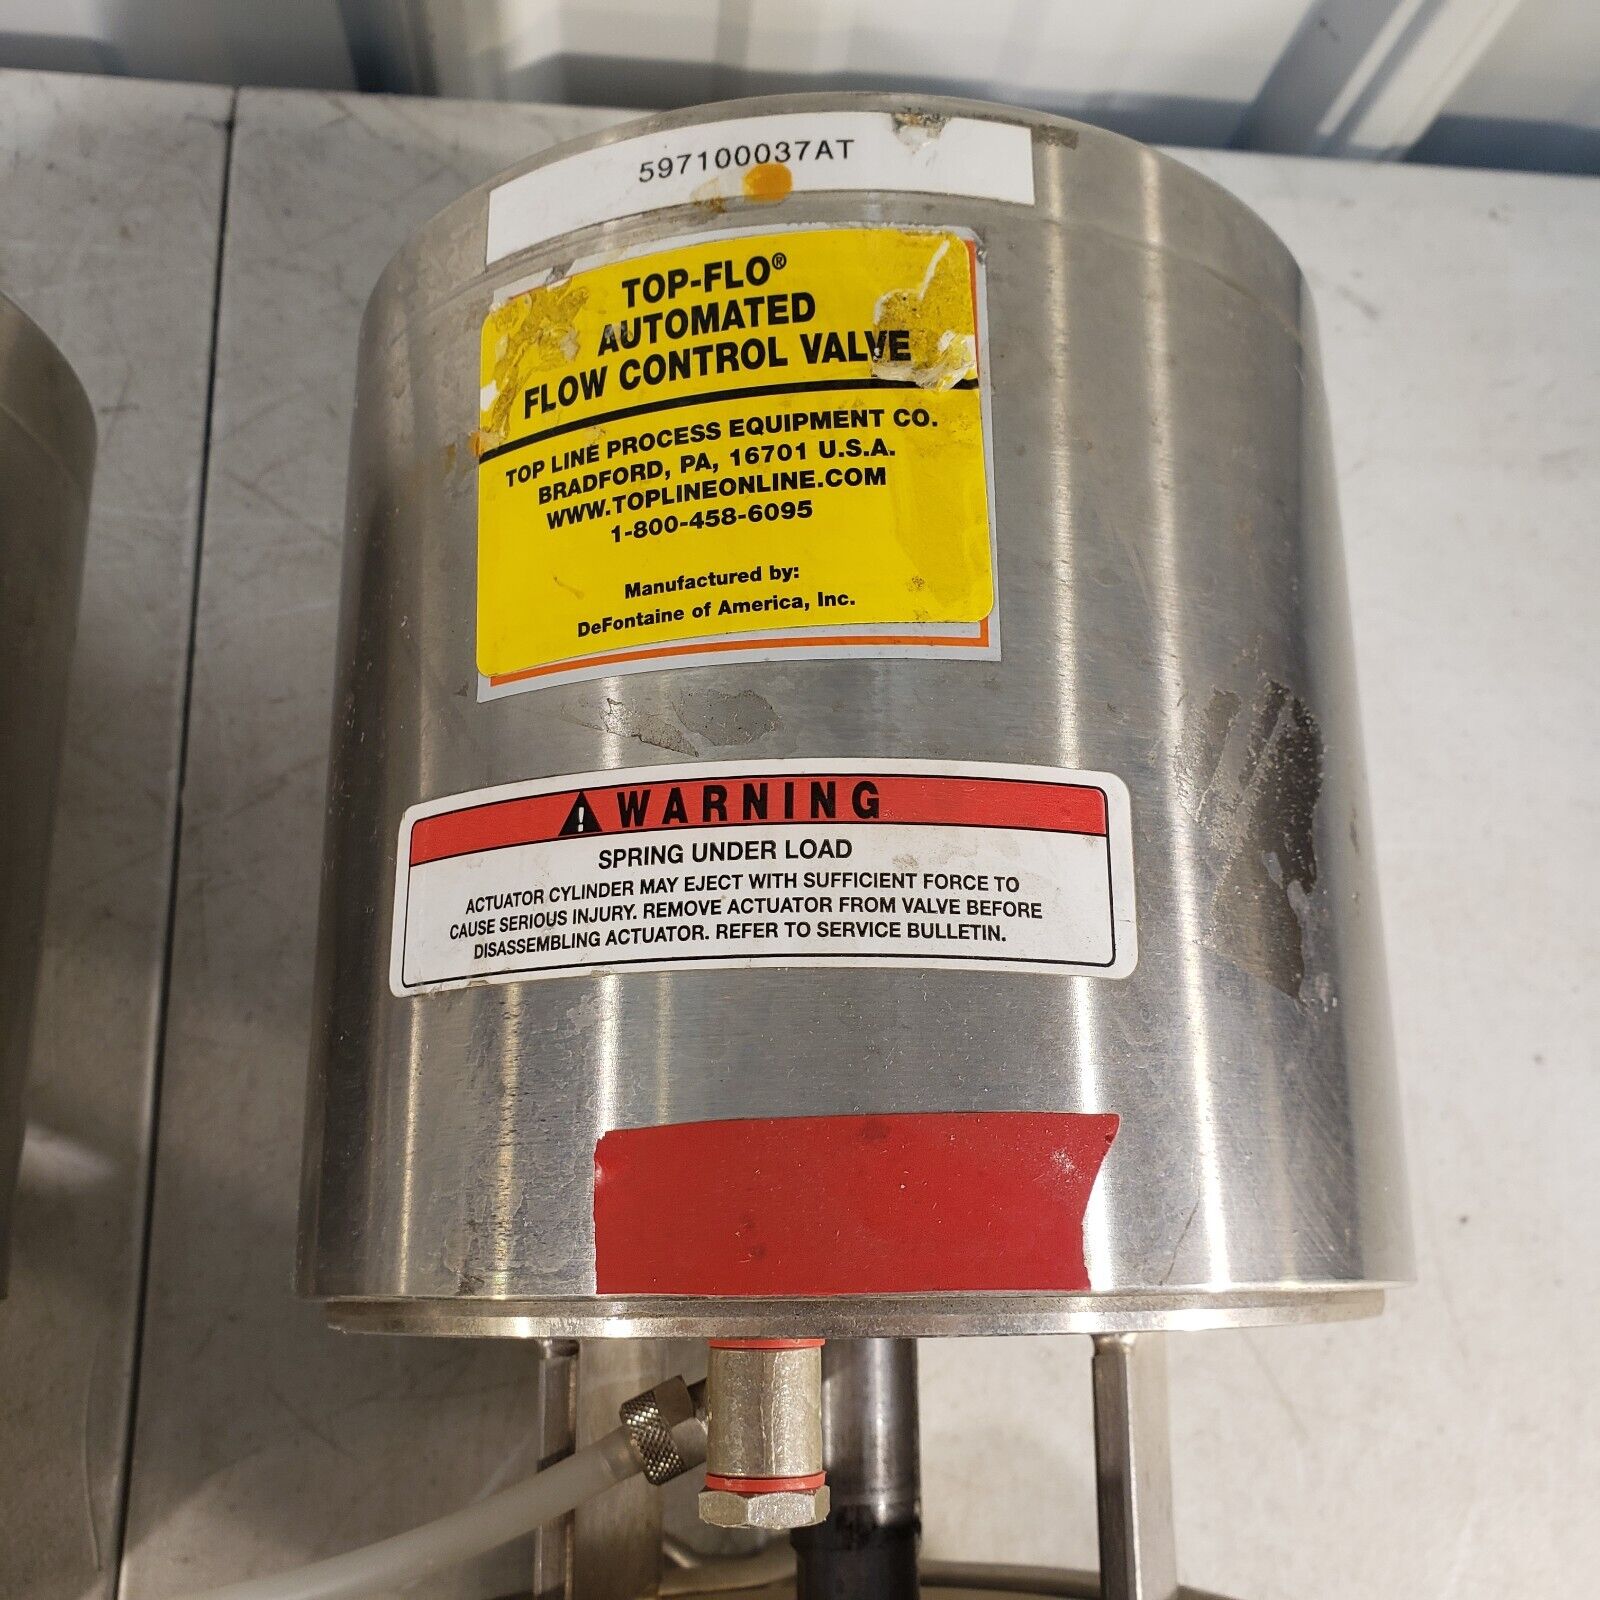 597100037AT
TOP-FLO®
AUTOMATED
FLOW CONTROL VALVE
TOP LINE PROCESS EQUIPMENT CO.
BRADFORD, PA, 16701 U.S.A.
WWW.TOPLINEONLINE.COM
1-800-458-6095
Manufactured by:
DeFontaine of America, Inc.
WARNING
SPRING UNDER LOAD
ACTUATOR CYLINDER MAY EJECT WITH SUFFICIENT FORCE TO
CAUSE SERIOUS INJURY. REMOVE ACTUATOR FROM VALVE BEFORE
DISASSEMBLING ACTUATOR. REFER TO SERVICE BULLETIN.